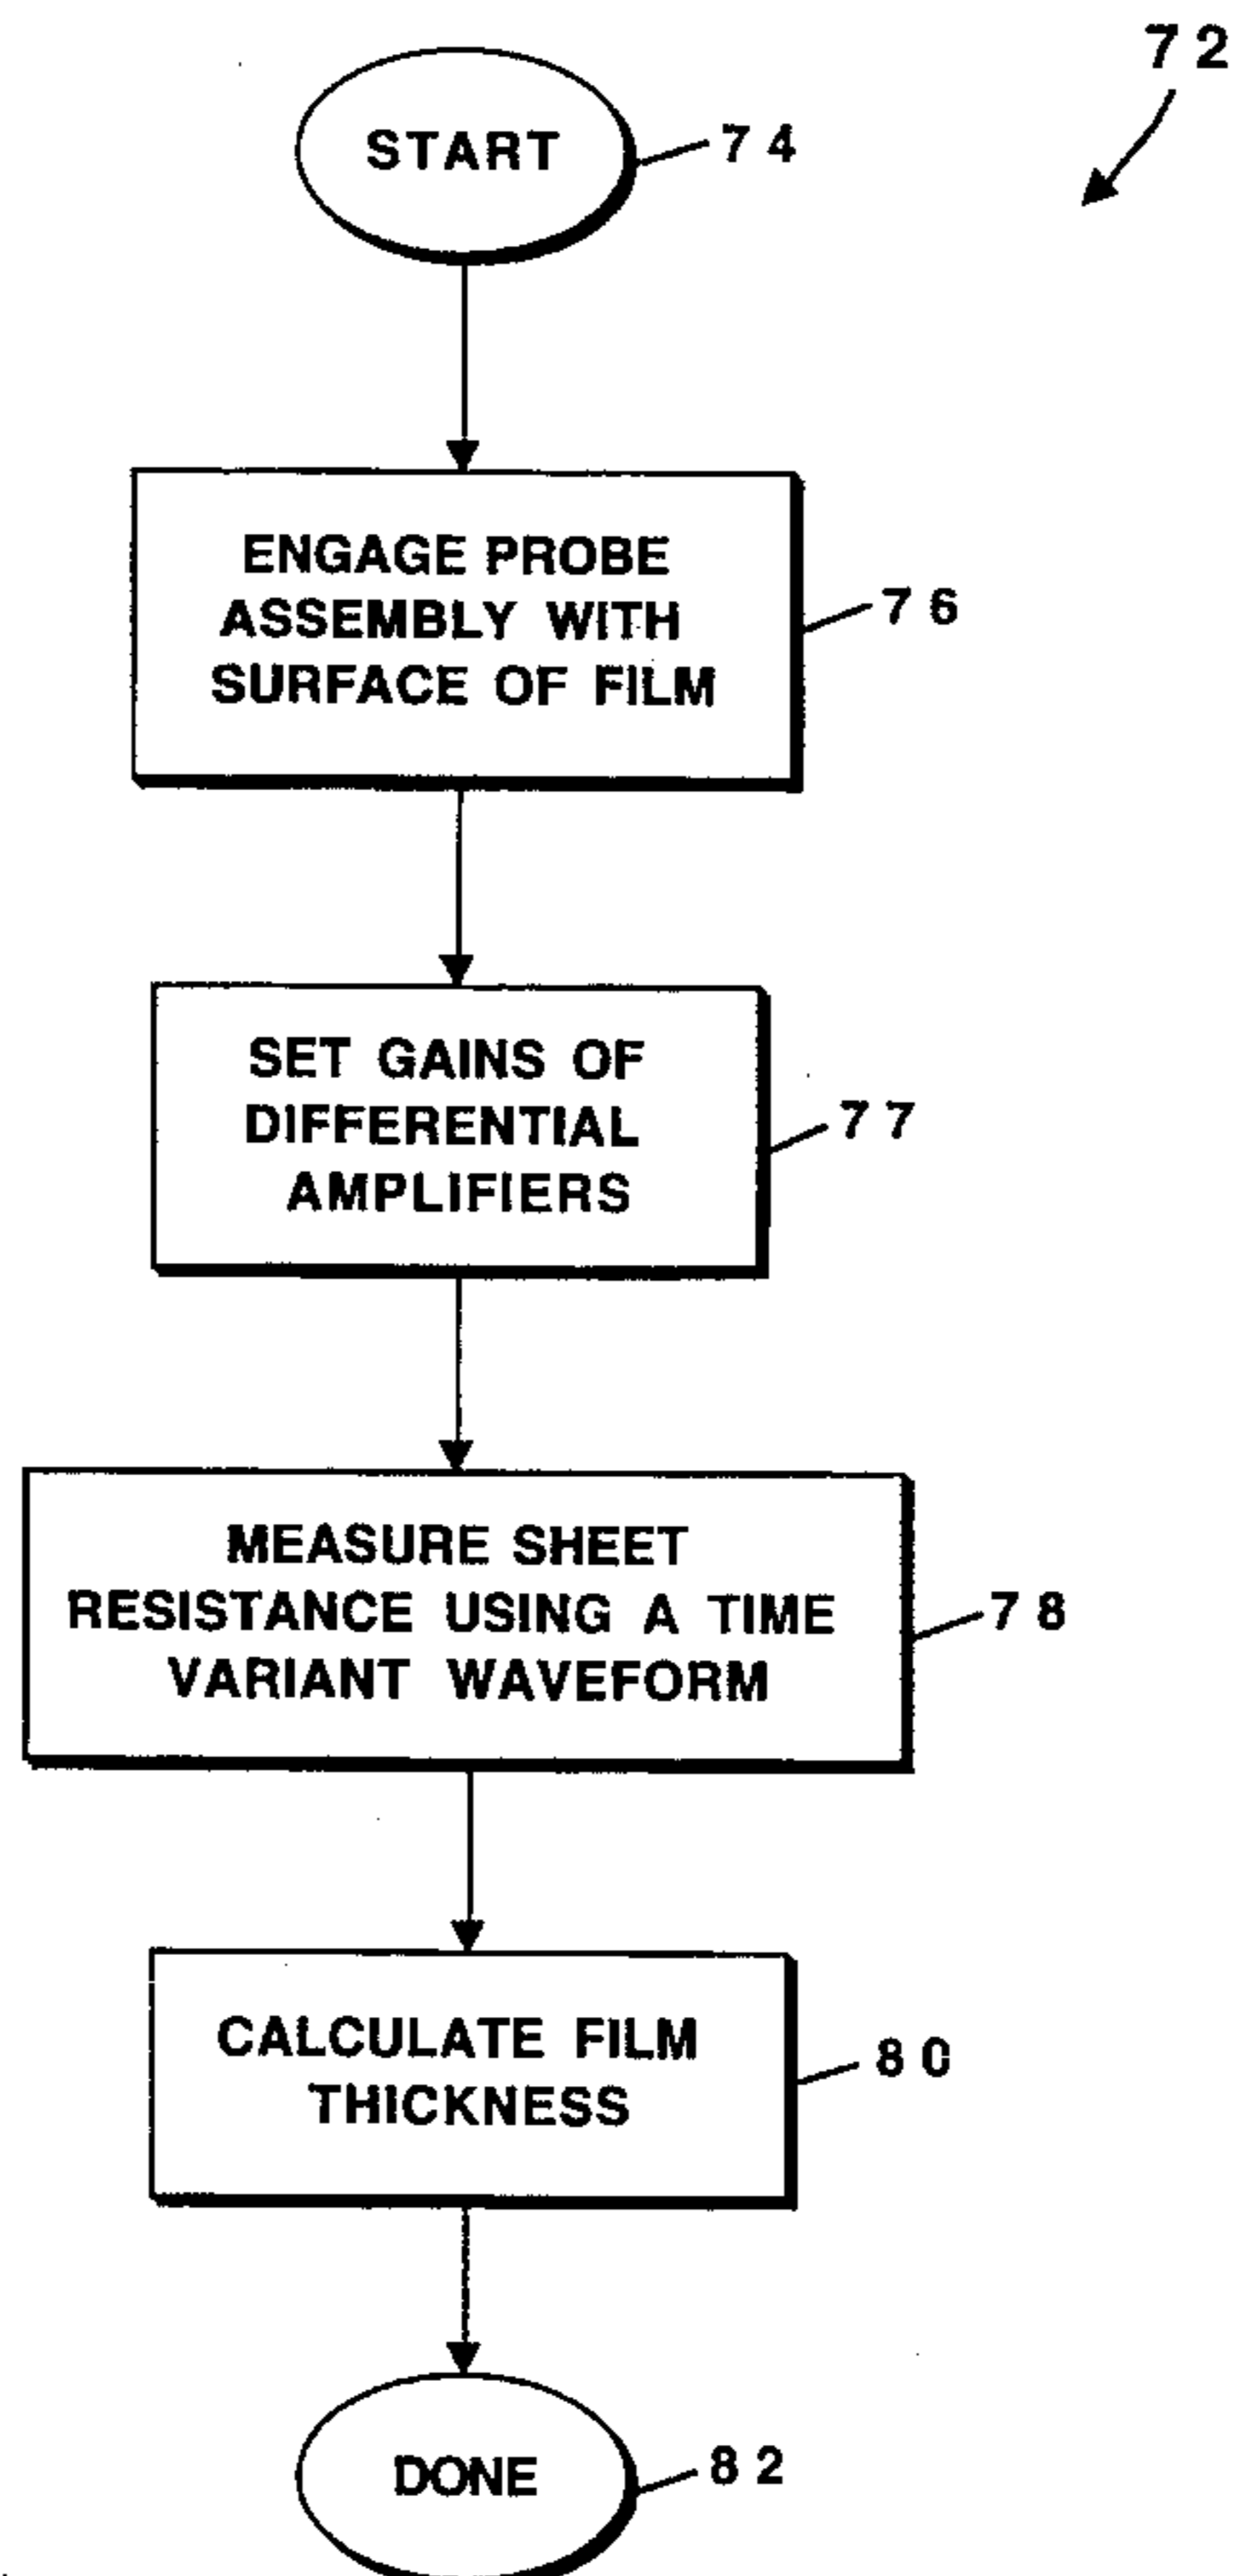 72
START
74
ENGAGE PROBE
ASSEMBLY WITH
SURFACE OF FILM
76
SET GAINS OF
DIFFERENTIAL
AMPLIFIERS
77
MEASURE SHEET
RESISTANCE USING A TIME
VARIANT WAVEFORM
78
CALCULATE FILM
THICKNESS
80
DONE
82